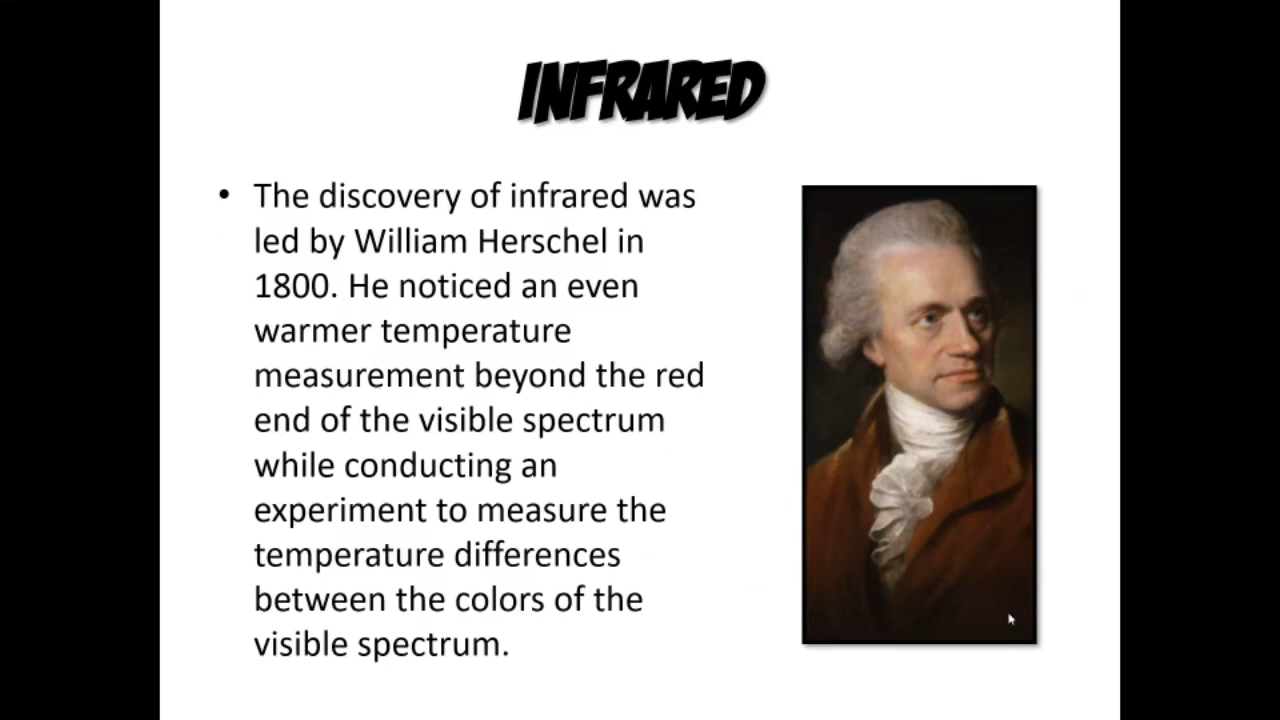 INFRARED
• The discovery of infrared was
led by William Herschel in
1800. He noticed an even
warmer temperature
measurement beyond the red
end of the visible spectrum
while conducting an
experiment to measure the
temperature differences
between the colors of the
visible spectrum.